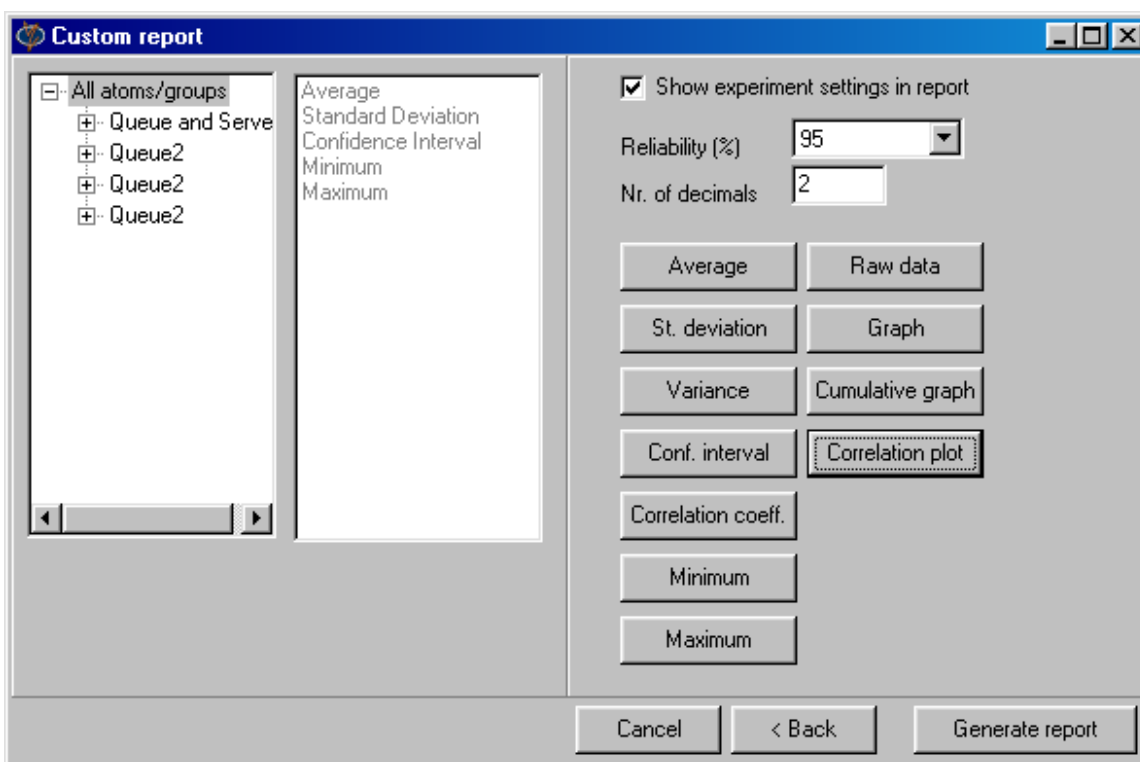 Custom report
All atoms/groups
Queue and Serve
Queue2
Queue2
Queue2
Average
Standard Deviation
Confidence Interval
Minimum
Maximum
Show experiment settings in report
Reliability (%) 95
Nr. of decimals 2
Average Raw data
St. deviation Graph
Variance Cumulative graph
Conf. interval Correlation plot
Correlation coeff.
Minimum
Maximum
Cancel < Back Generate report